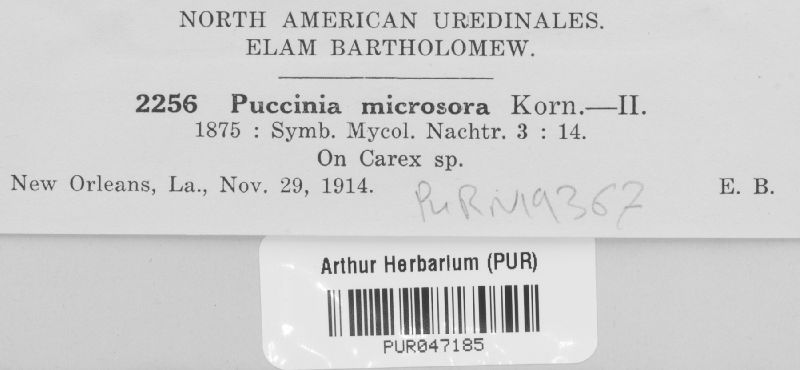 NORTH AMERICAN UREDINALES.
ELAM BARTHOLOMEW.
2256 Puccinia microsora Korn.—II.
1875 : Symb. Mycol. Nachtr. 3 : 14.
On Carex sp.
New Orleans, La., Nov. 29, 1914. PUR N19367 E. B.
Arthur Herbarium (PUR)
PUR047185